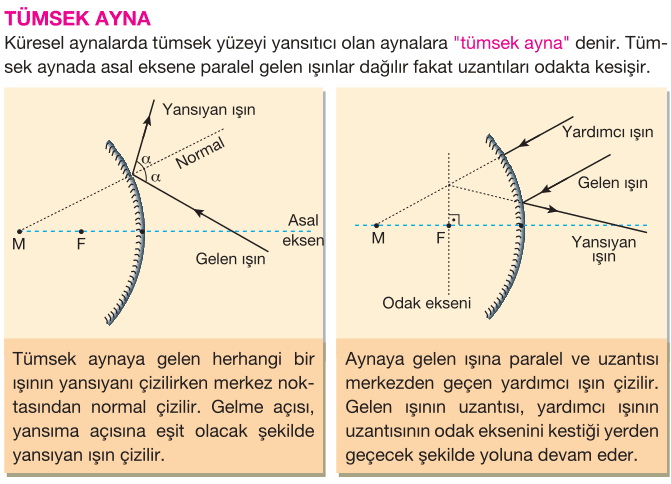 TÜMSEK AYNA
Küresel aynalarda tümsek yüzeyi yansıtıcı olan aynalara "tümsek ayna" denir. Tüm-
sek aynada asal eksene paralel gelen ışınlar dağılır fakat uzantıları odakta kesişir.
Yansıyan ışın
Normal
α
α
Asal
eksen
M
F
Gelen ışın
Tümsek aynaya gelen herhangi bir
ışının yansıyanı çizilirken merkez nok-
tasından normal çizilir. Gelme açısı,
yansıma açısına eşit olacak şekilde
yansıyan ışın çizilir.
Yardımcı ışın
Gelen ışın
M
F
Yansıyan
ışın
Odak ekseni
Aynaya gelen ışına paralel ve uzantısı
merkezden geçen yardımcı ışın çizilir.
Gelen ışının uzantısı, yardımcı ışının
uzantısının odak eksenini kestiği yerden
geçecek şekilde yoluna devam eder.